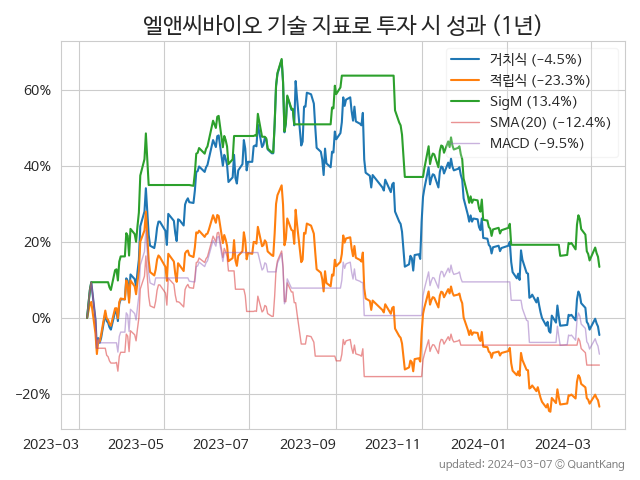 엘앤씨바이오 기술 지표로 투자 시 성과 (1년)
거치식 (−4.5%)
적립식 (−23.3%)
SigM (13.4%)
SMA(20) (−12.4%)
MACD (−9.5%)
60%
40%
20%
0%
−20%
2023-03 2023-05 2023-07 2023-09 2023-11 2024-01 2024-03
updated: 2024-03-07 © QuantKang